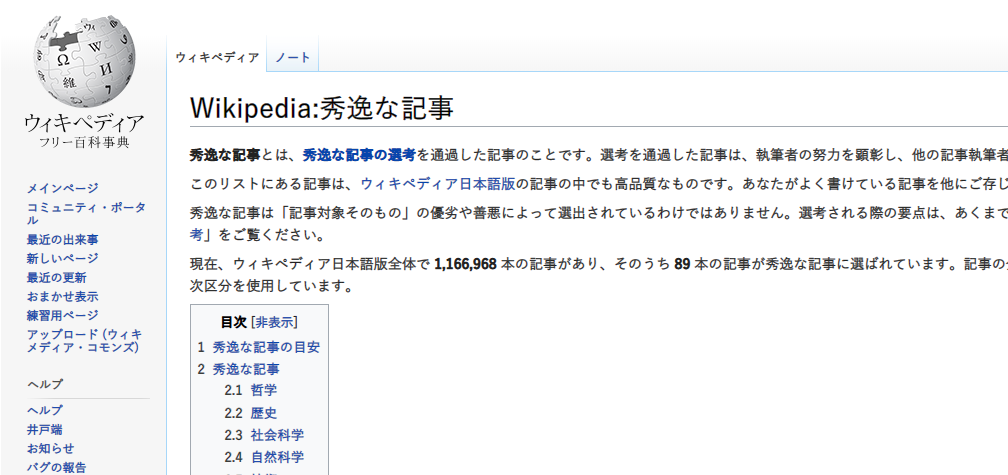 ウィキペディア
フリー百科事典
メインページ
コミュニティ・ポータ
ル
最近の出来事
新しいページ
最近の更新
おまかせ表示
練習用ページ
アップロード (ウィキ
メディア・コモンズ)
ヘルプ
ヘルプ
井戸端
お知らせ
バグの報告
ウィキペディア
ノート
Wikipedia:秀逸な記事
秀逸な記事とは、秀逸な記事の選考を通過した記事のことです。選考を通過した記事は、執筆者の努力を顕彰し、他の記事執筆者
このリストにある記事は、ウィキペディア日本語版の記事の中でも高品質なものです。あなたがよく書けている記事を他にご存じ
秀逸な記事は「記事対象そのもの」の優劣や善悪によって選出されているわけではありません。選考される際の要点は、あくまで
考」をご覧ください。
現在、ウィキペディア日本語版全体で 1,166,968 本の記事があり、そのうち 89 本の記事が秀逸な記事に選ばれています。記事の
次区分を使用しています。
目次 [非表示]
1 秀逸な記事の目安
2 秀逸な記事
2.1 哲学
2.2 歴史
2.3 社会科学
2.4 自然科学